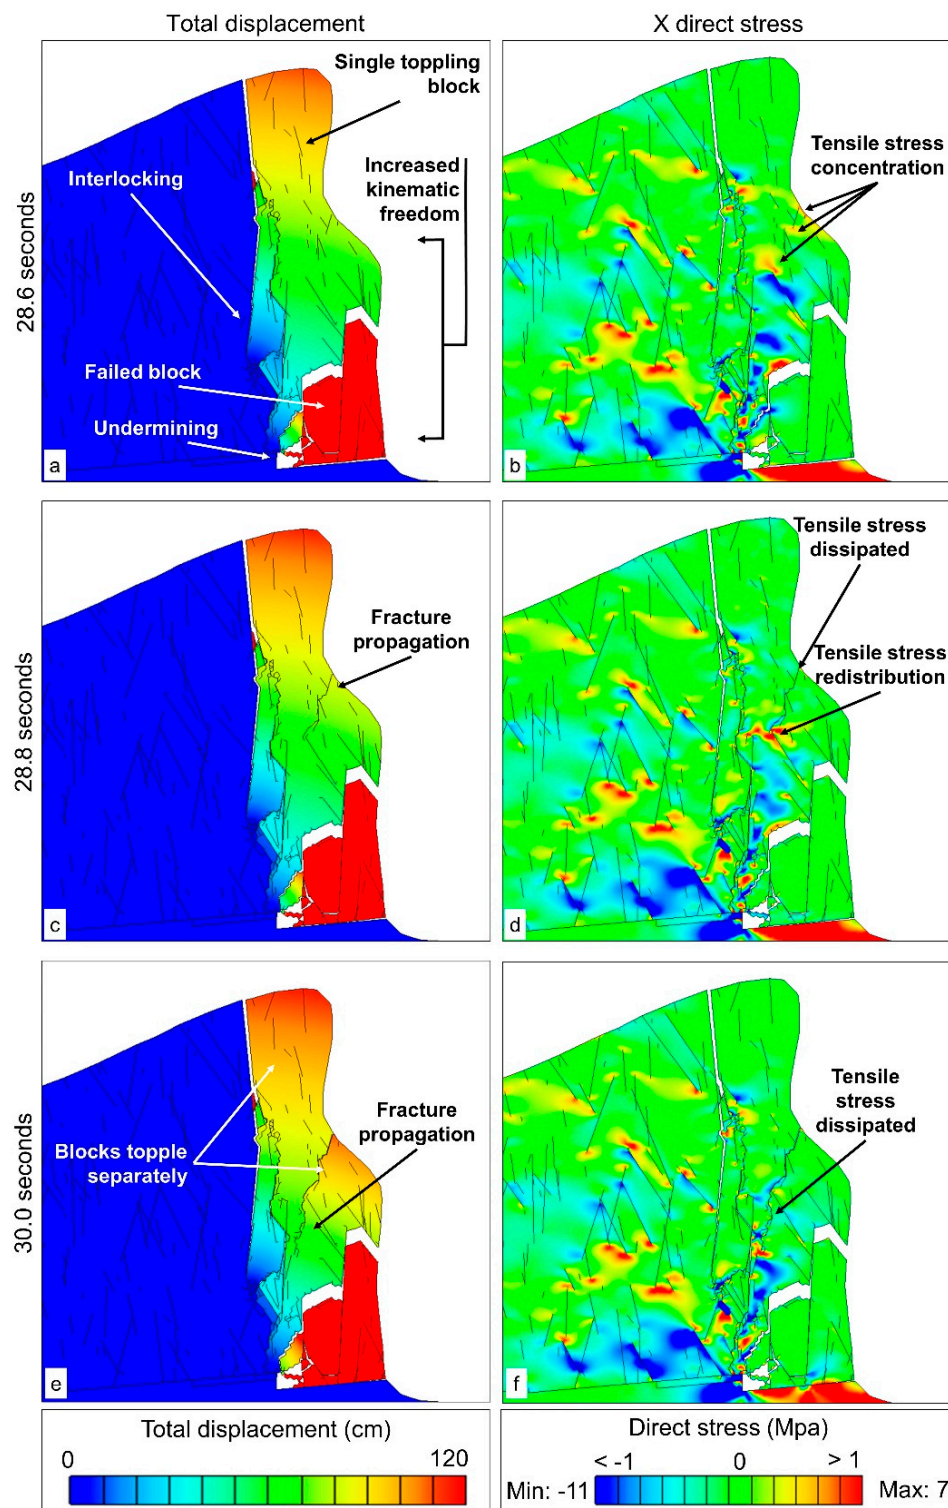 Total displacement
X direct stress
28.6 seconds
Single toppling
block
Interlocking
Increased
kinematic
freedom
Failed block
Undermining
a
Tensile stress
concentration
b
28.8 seconds
Fracture
propagation
c
Tensile stress
dissipated
Tensile stress
redistribution
d
30.0 seconds
Fracture
propagation
Blocks topple
separately
e
Tensile
stress
dissipated
f
Total displacement (cm)
0
120
Direct stress (Mpa)
< -1
0
> 1
Min: -11
Max: 7